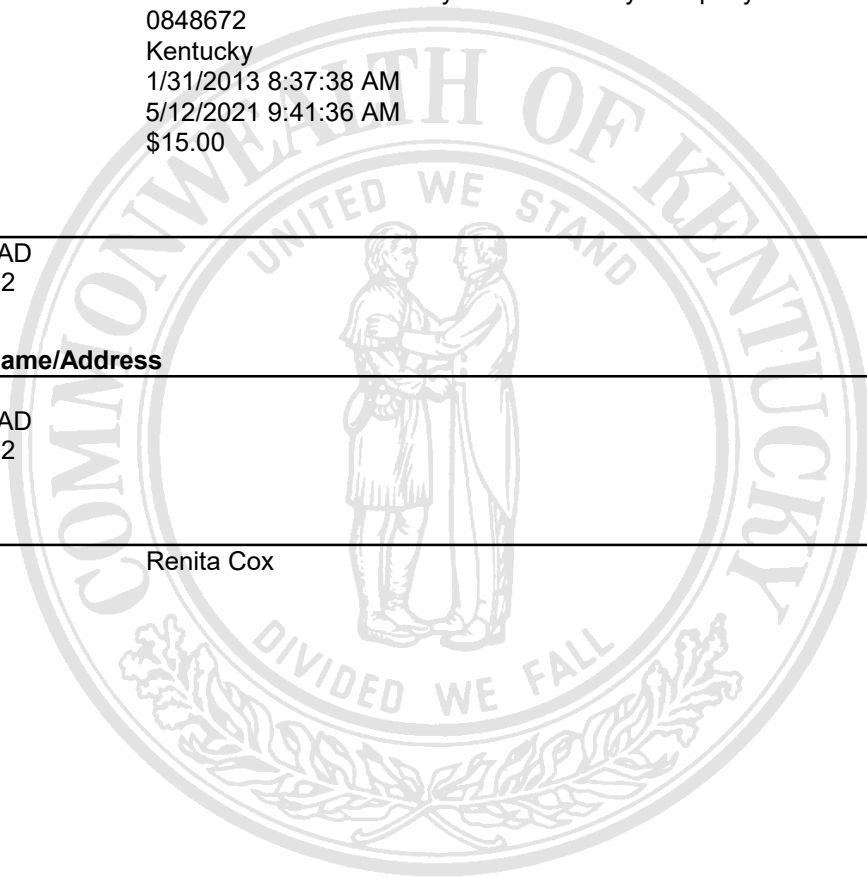 0848672
Kentucky
1/31/2013 8:37:38 AM
5/12/2021 9:41:36 AM
$15.00
AD
2
ame/Address
AD
2
Renita Cox
COMMONWEALTH OF KENTUCKY
UNITED WE STAND
DIVIDED WE FALL